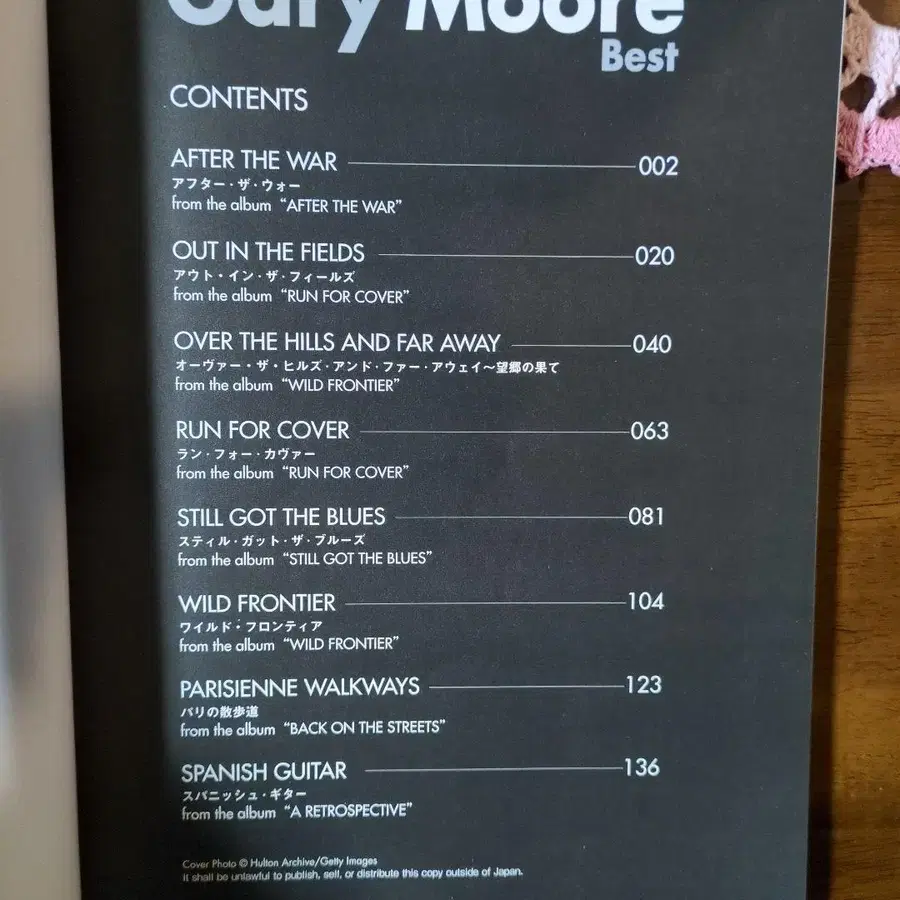 Gary Moore
Best
CONTENTS
AFTER THE WAR 002
アフター・ザ・ウォー
from the album “AFTER THE WAR”
OUT IN THE FIELDS 020
アウト・イン・ザ・フィールズ
from the album “RUN FOR COVER”
OVER THE HILLS AND FAR AWAY 040
オーヴァー・ザ・ヒルズ・アンド・ファー・アウェイ〜望郷の果て
from the album “WILD FRONTIER”
RUN FOR COVER 063
ラン・フォー・カヴァー
from the album “RUN FOR COVER”
STILL GOT THE BLUES 081
スティル・ガット・ザ・ブルーズ
from the album “STILL GOT THE BLUES”
WILD FRONTIER 104
ワイルド・フロンティア
from the album “WILD FRONTIER”
PARISIENNE WALKWAYS 123
パリの散歩道
from the album “BACK ON THE STREETS”
SPANISH GUITAR 136
スパニッシュ・ギター
from the album “A RETROSPECTIVE”
Cover Photo © Hulton Archive/Getty Images
It shall be unlawful to publish, sell, or distribute this copy outside of Japan.